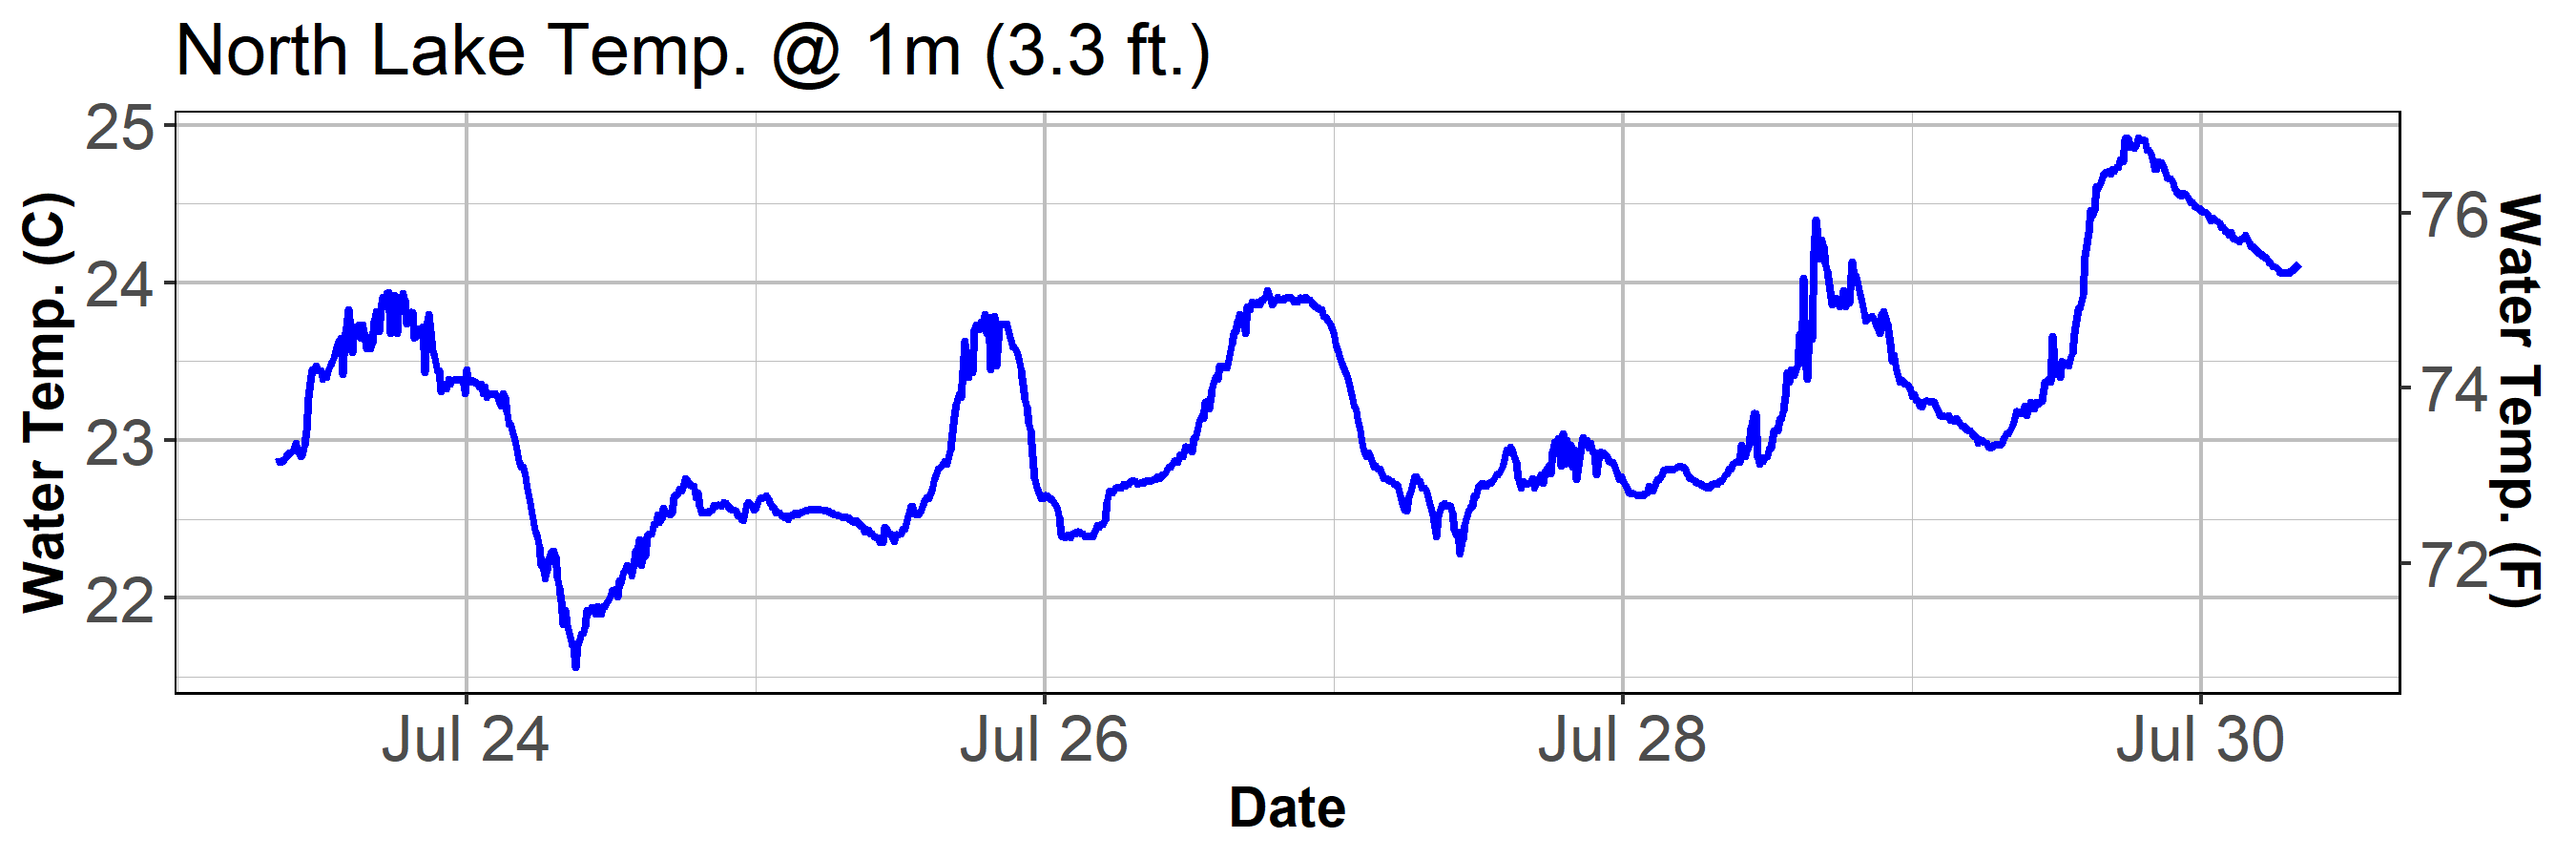 North Lake Temp. @ 1m (3.3 ft.)
Water Temp. (C)
25
24
23
22
76
74
72
Water Temp. (F)
Jul 24
Jul 26
Jul 28
Jul 30
Date